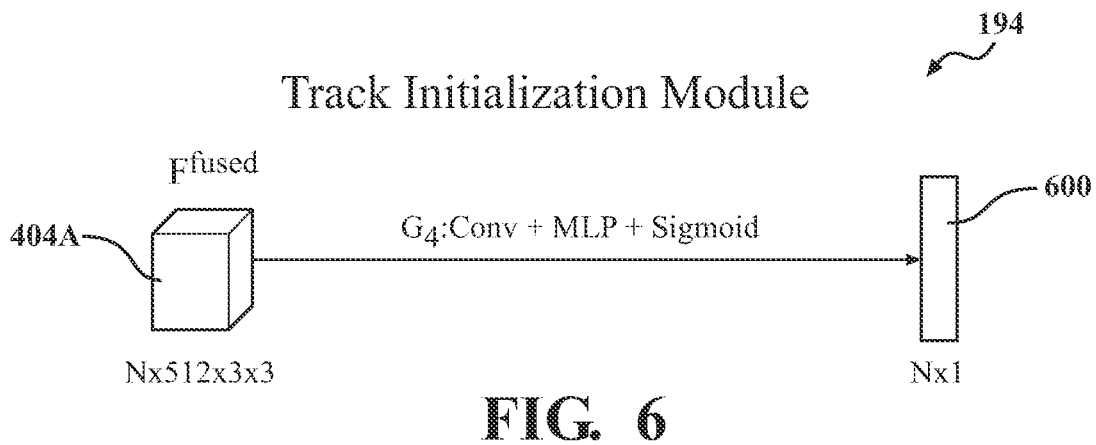 194
Track Initialization Module
Ffused
404A
G4:Conv + MLP + Sigmoid
600
Nx512x3x3
Nx1
FIG. 6